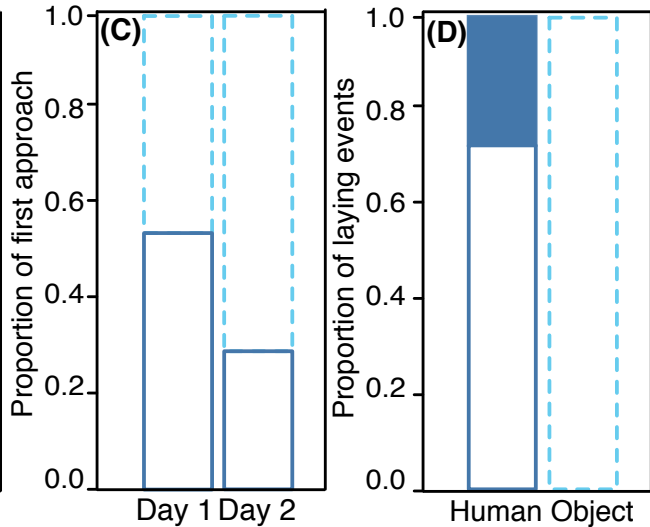 (C)
Proportion of first approach
1.0
0.8
0.6
0.4
0.2
0.0
Day 1 Day 2
(D)
Proportion of laying events
1.0
0.8
0.6
0.4
0.2
0.0
Human Object